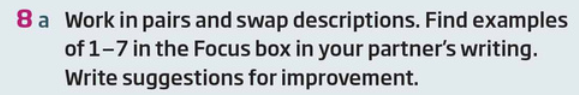 8 a Work in pairs and swap descriptions. Find examples
of 1–7 in the Focus box in your partner's writing.
Write suggestions for improvement.